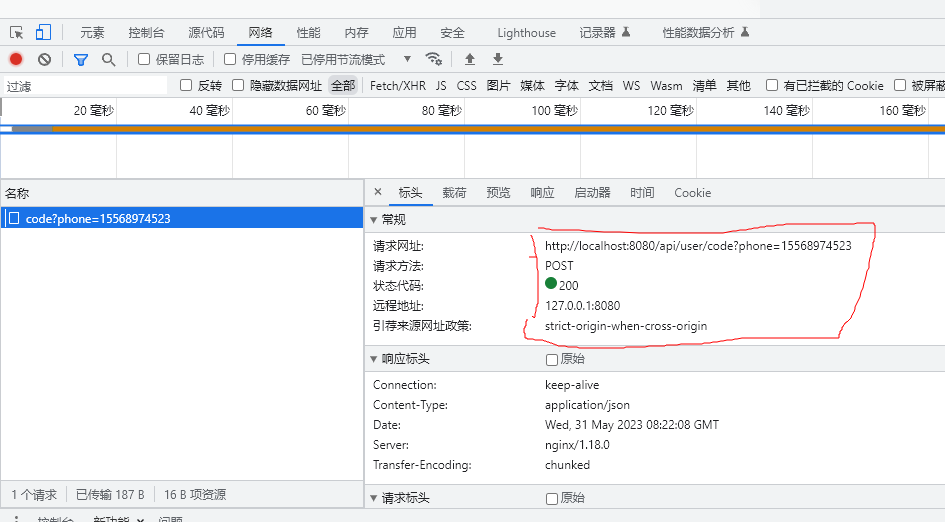 元素 控制台 源代码 网络 性能 内存 应用 安全 Lighthouse 记录器 性能数据分析
保留日志 停用缓存 已停用节流模式
过滤 反转 隐藏数据网址 全部 Fetch/XHR JS CSS 图片 媒体 字体 文档 WS Wasm 清单 其他 有已拦截的 Cookie 被屏蔽
20 毫秒 40 毫秒 60 毫秒 80 毫秒 100 毫秒 120 毫秒 140 毫秒 160 毫秒
名称
code?phone=15568974523
× 标头 载荷 预览 响应 启动器 时间 Cookie
常规
请求网址: http://localhost:8080/api/user/code?phone=15568974523
请求方法: POST
状态代码: 200
远程地址: 127.0.0.1:8080
引荐来源网址政策: strict-origin-when-cross-origin
响应标头 原始
Connection: keep-alive
Content-Type: application/json
Date: Wed, 31 May 2023 08:22:08 GMT
Server: nginx/1.18.0
Transfer-Encoding: chunked
请求标头 原始
1 个请求 已传输 187 B 16 B 项资源
控制台 新功能 × 问题